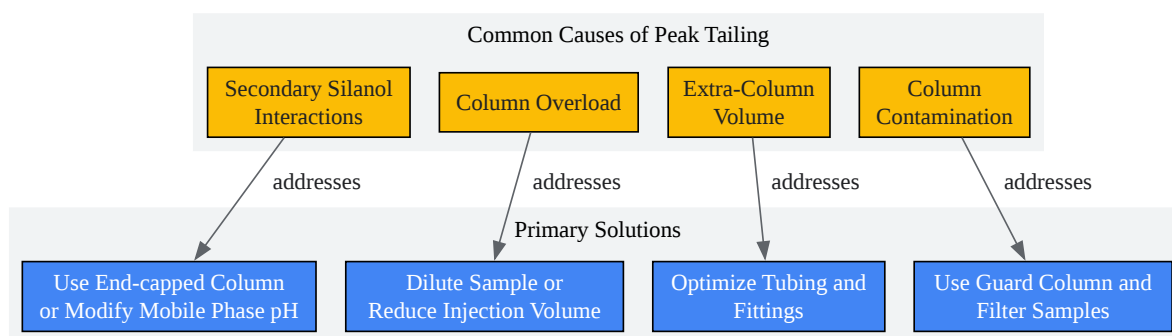 Common Causes of Peak Tailing
Secondary Silanol
Interactions
Column Overload
Extra-Column
Volume
Column
Contamination
addresses
addresses
addresses
addresses
Primary Solutions
Use End-capped Column
or Modify Mobile Phase pH
Dilute Sample or
Reduce Injection Volume
Optimize Tubing and
Fittings
Use Guard Column and
Filter Samples